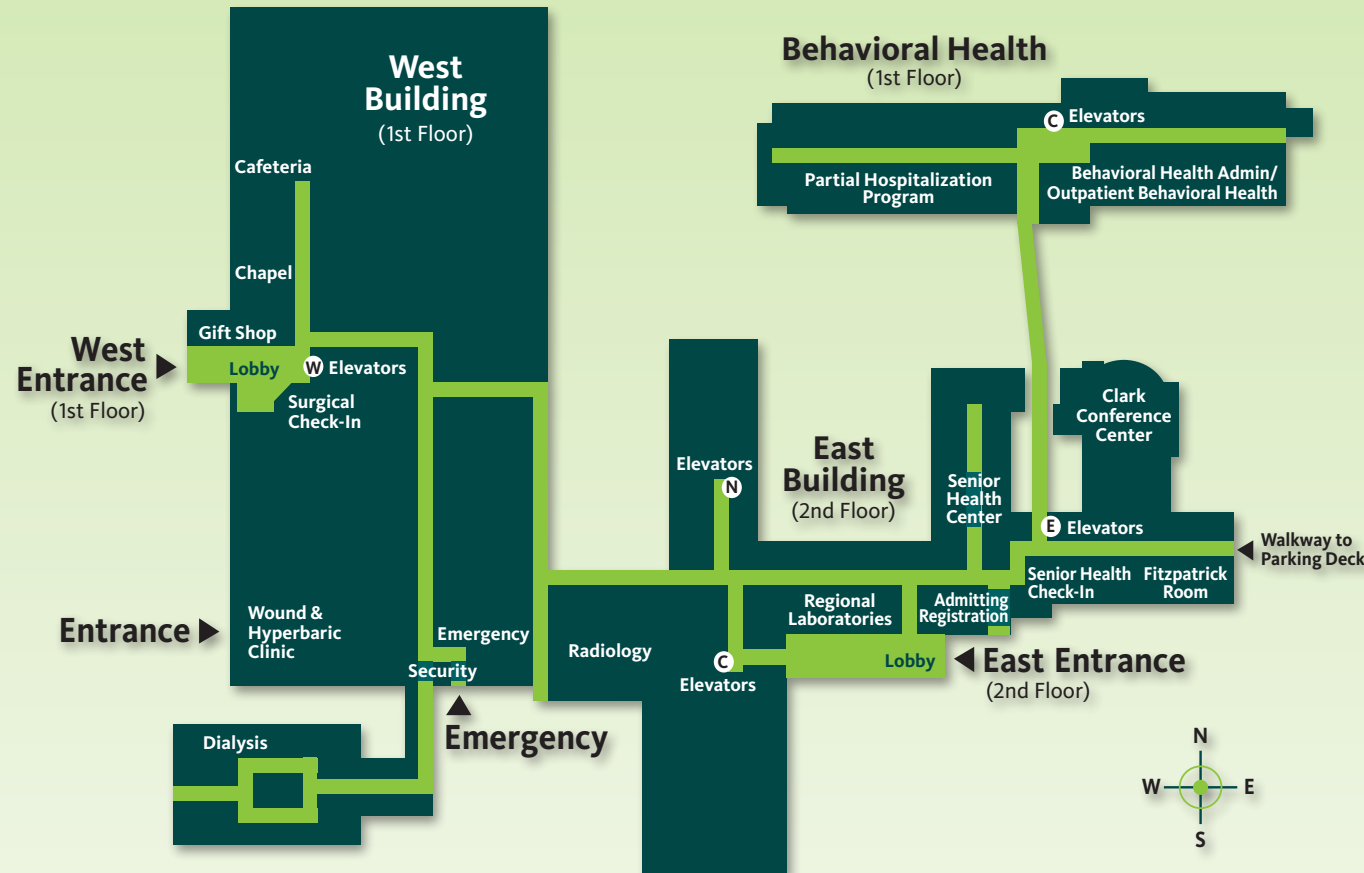 West
Building
(1st Floor)
Cafeteria
Chapel
Gift Shop
West
Entrance
(1st Floor)
Lobby
W Elevators
Surgical
Check-In
Entrance
Wound &
Hyperbaric
Clinic
Emergency
Security
Emergency
Dialysis
Behavioral Health
(1st Floor)
C Elevators
Partial Hospitalization
Program
Behavioral Health Admin/
Outpatient Behavioral Health
East
Building
(2nd Floor)
Elevators
N
Senior
Health
Center
Clark
Conference
Center
E Elevators
Walkway to
Parking Deck
Senior Health
Check-In
Fitzpatrick
Room
Regional
Laboratories
Admitting
Registration
Radiology
C
Elevators
Lobby
East Entrance
(2nd Floor)
N
W E
S